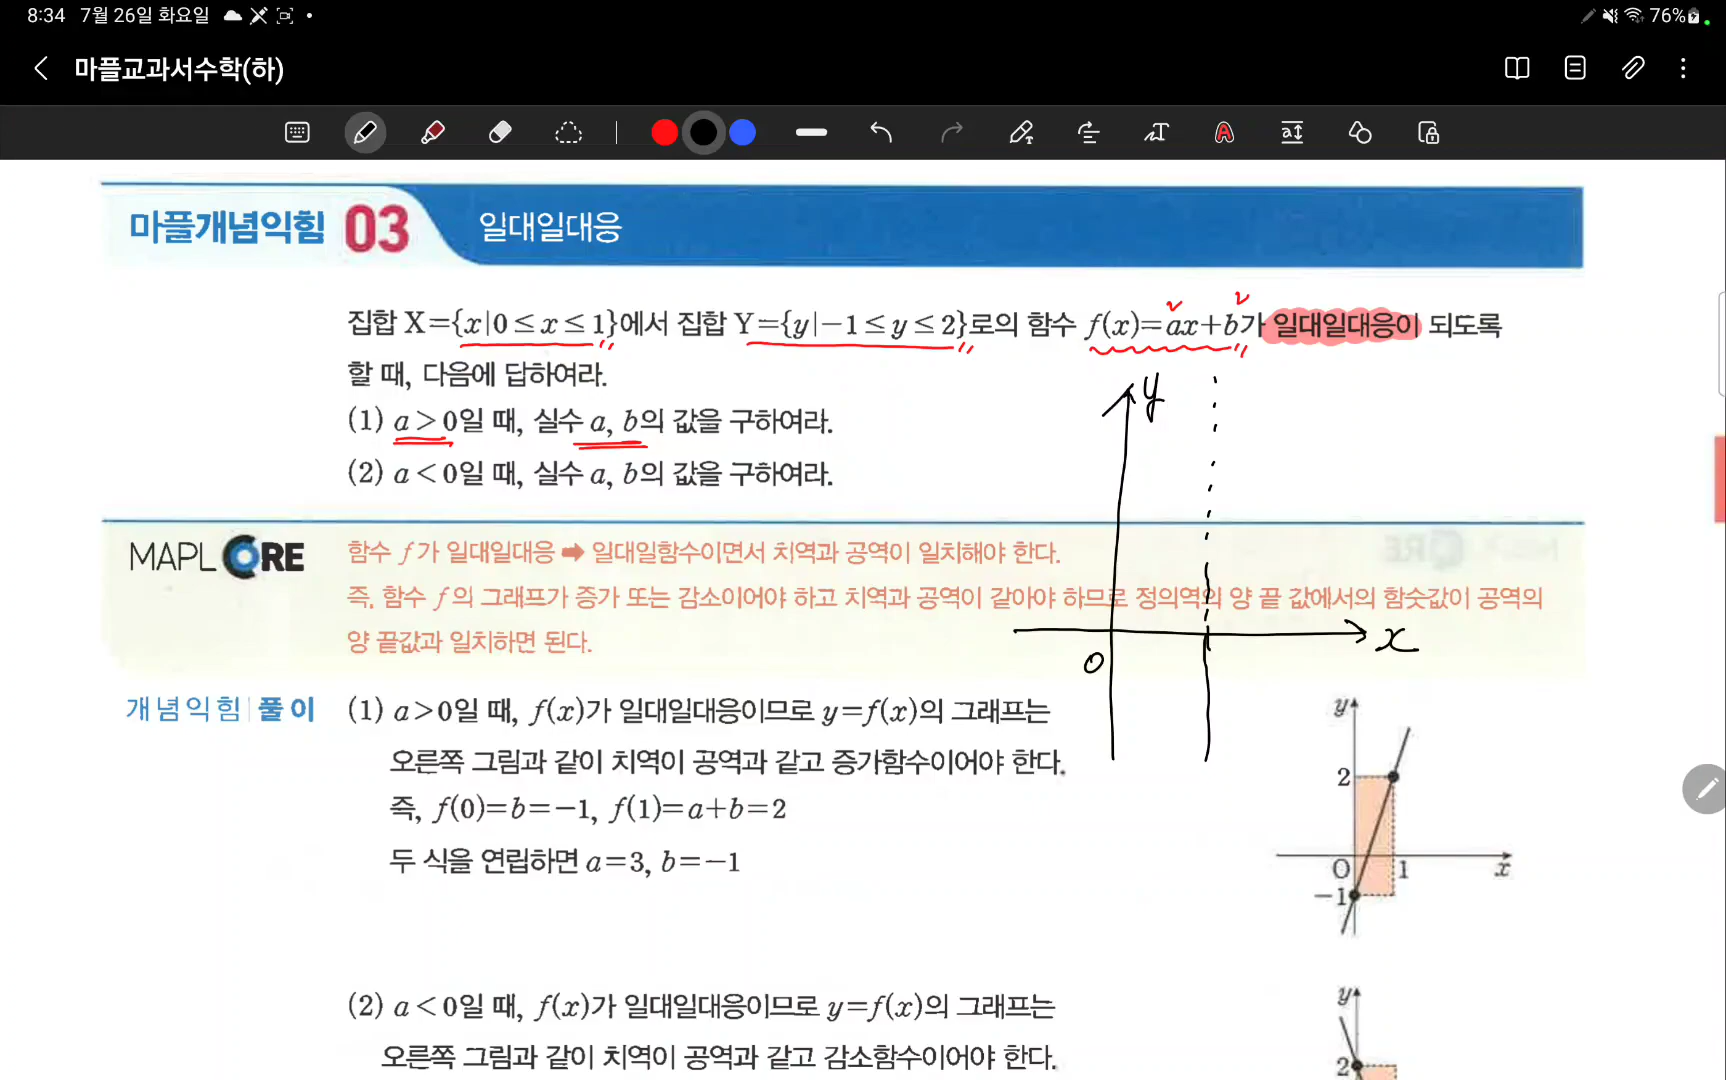 8:34 7월 26일 화요일 76%
마플교과서수학(하)
마플개념익힘 03 일대일대응
집합 X={x|0≤x≤1}에서 집합 Y={y|−1≤y≤2}로의 함수 f(x)=ax+b가 일대일대응이 되도록
할 때, 다음에 답하여라.
(1) a>0일 때, 실수 a, b의 값을 구하여라.
(2) a<0일 때, 실수 a, b의 값을 구하여라.
y
x
0
MAPL CORE
함수 f가 일대일대응 ➡ 일대일함수이면서 치역과 공역이 일치해야 한다.
즉, 함수 f의 그래프가 증가 또는 감소이어야 하고 치역과 공역이 같아야 하므로 정의역의 양 끝 값에서의 함숫값이 공역의
양 끝값과 일치하면 된다.
개념익힘 | 풀이
(1) a>0일 때, f(x)가 일대일대응이므로 y=f(x)의 그래프는
오른쪽 그림과 같이 치역이 공역과 같고 증가함수이어야 한다.
즉, f(0)=b=−1, f(1)=a+b=2
두 식을 연립하면 a=3, b=−1
y
2
O 1 x
−1
(2) a<0일 때, f(x)가 일대일대응이므로 y=f(x)의 그래프는
오른쪽 그림과 같이 치역이 공역과 같고 감소함수이어야 한다.
y
2